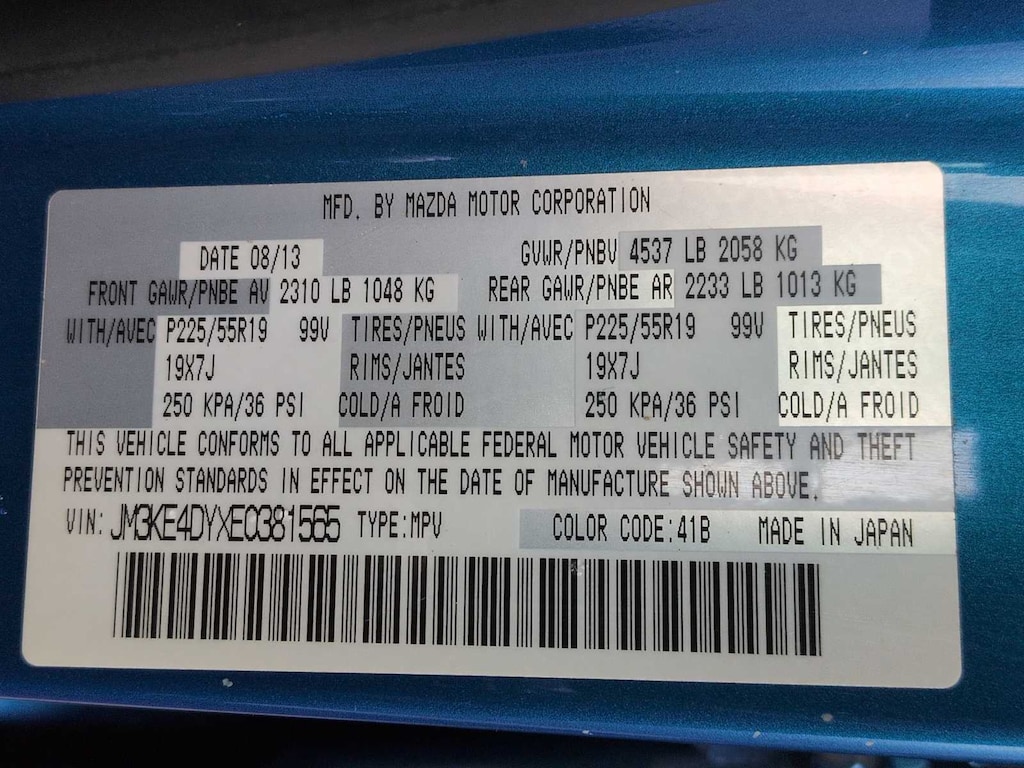 MFD. BY MAZDA MOTOR CORPORATION
DATE 08/13 GVWR/PNBV 4537 LB 2058 KG
FRONT GAWR/PNBE AV 2310 LB 1048 KG REAR GAWR/PNBE AR 2233 LB 1013 KG
WITH/AVEC P225/55R19 99V TIRES/PNEUS WITH/AVEC P225/55R19 99V TIRES/PNEUS
19X7J RIMS/JANTES 19X7J RIMS/JANTES
250 KPA/36 PSI COLD/A FROID 250 KPA/36 PSI COLD/A FROID
THIS VEHICLE CONFORMS TO ALL APPLICABLE FEDERAL MOTOR VEHICLE SAFETY AND THEFT
PREVENTION STANDARDS IN EFFECT ON THE DATE OF MANUFACTURE SHOWN ABOVE.
VIN: JM3KE4DYXE0381565 TYPE:MPV COLOR CODE:41B MADE IN JAPAN